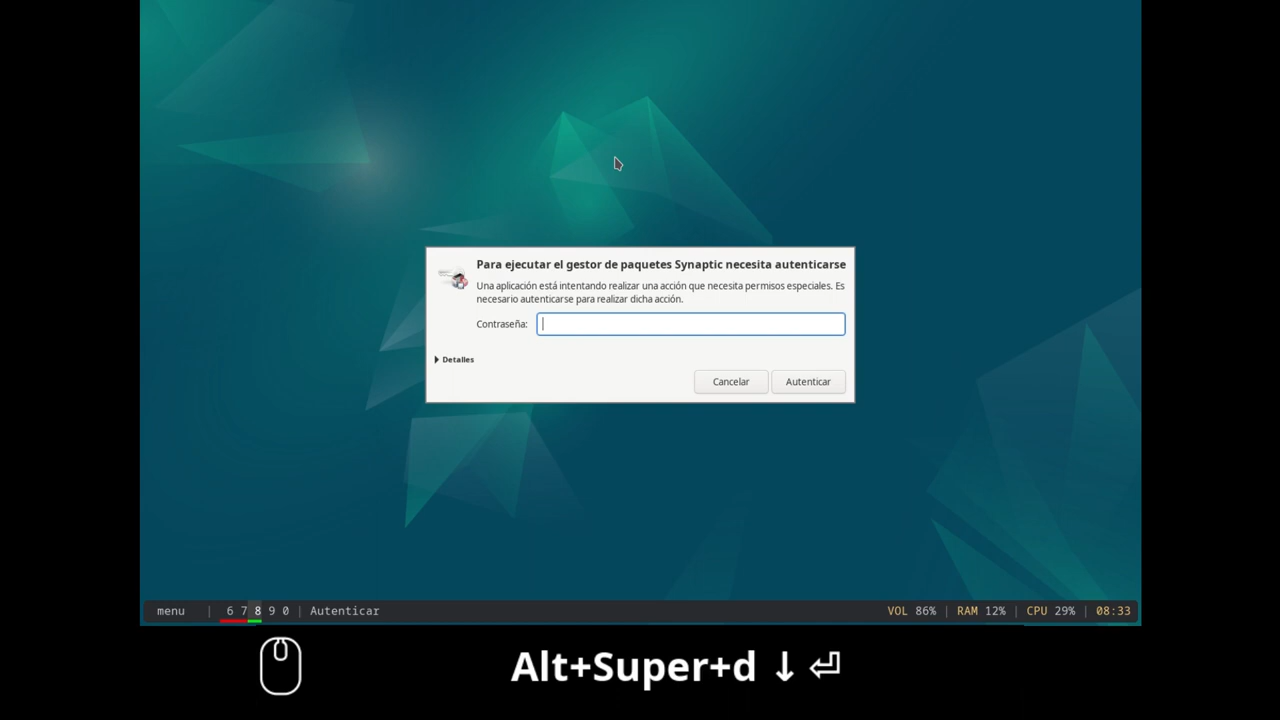 Para ejecutar el gestor de paquetes Synaptic necesita autenticarse
Una aplicación está intentando realizar una acción que necesita permisos especiales. Es
necesario autenticarse para realizar dicha acción.
Contraseña:
Detalles
Cancelar Autenticar
menu | 6 7 8 9 0 | Autenticar VOL 86% | RAM 12% | CPU 29% | 08:33
Alt+Super+d ↓ ⏎